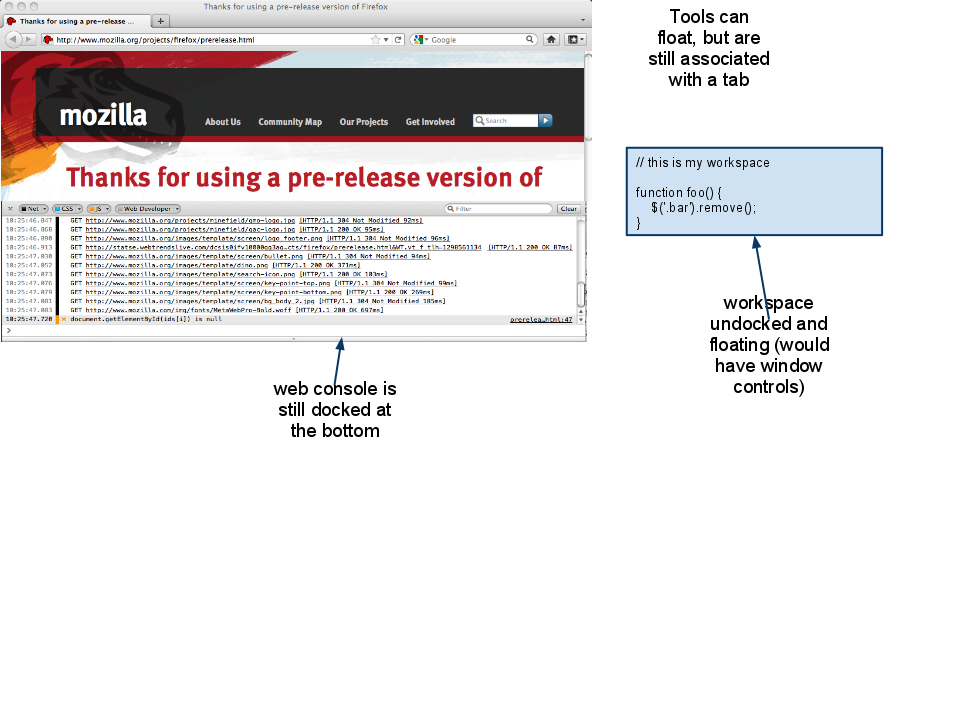 Thanks for using a pre-release version of Firefox
Thanks for using a pre-release ...
http://www.mozilla.org/projects/firefox/prerelease.html
Google
mozilla
About Us Community Map Our Projects Get Involved Search
Thanks for using a pre-release version of
Net CSS JS Web Developer Filter Clear
10:25:46.847 GET http://www.mozilla.org/projects/minefield/qmo-logo.jpg [HTTP/1.1 304 Not Modified 92ms]
10:25:46.868 GET http://www.mozilla.org/projects/minefield/qac-logo.jpg [HTTP/1.1 200 OK 95ms]
10:25:46.890 GET http://www.mozilla.org/images/template/screen/logo_footer.png [HTTP/1.1 304 Not Modified 96ms]
10:25:46.913 [HTTP/1.1 200 OK 87ms]
10:25:47.030 GET http://www.mozilla.org/images/template/screen/bullet.png [HTTP/1.1 304 Not Modified 94ms]
10:25:47.052 GET http://www.mozilla.org/images/template/dino.png [HTTP/1.1 200 OK 371ms]
10:25:47.073 GET http://www.mozilla.org/images/template/search-icon.png [HTTP/1.1 200 OK 103ms]
10:25:47.076 GET http://www.mozilla.org/images/template/screen/key-point-top.png [HTTP/1.1 304 Not Modified 99ms]
10:25:47.079 GET http://www.mozilla.org/images/template/screen/key-point-bottom.png [HTTP/1.1 200 OK 269ms]
10:25:47.081 GET http://www.mozilla.org/images/template/screen/bg_body_2.jpg [HTTP/1.1 304 Not Modified 105ms]
10:25:47.083 GET http://www.mozilla.com/img/fonts/MetaWebPro-Bold.woff [HTTP/1.1 200 OK 697ms]
10:25:47.720 document.getElementById(ids[i]) is null prerelea…html:47
>
web console is
still docked at
the bottom
Tools can
float, but are
still associated
with a tab
// this is my workspace
function foo() {
$('.bar').remove();
}
workspace
undocked and
floating (would
have window
controls)